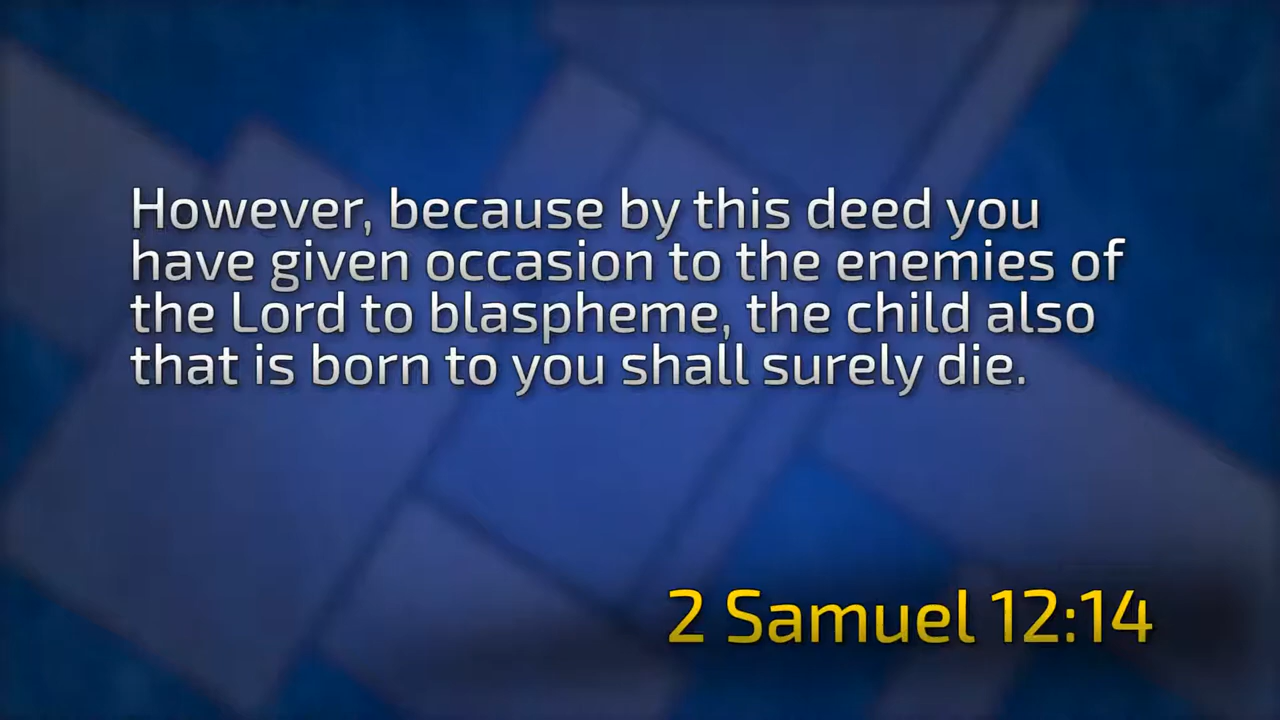 However, because by this deed you
have given occasion to the enemies of
the Lord to blaspheme, the child also
that is born to you shall surely die.
2 Samuel 12:14